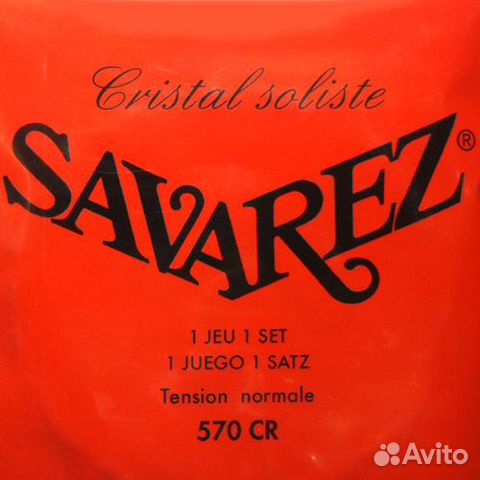 Cristal soliste
SAVAREZ®
1 JEU 1 SET
1 JUEGO 1 SATZ
Tension normale
570 CR
Avito